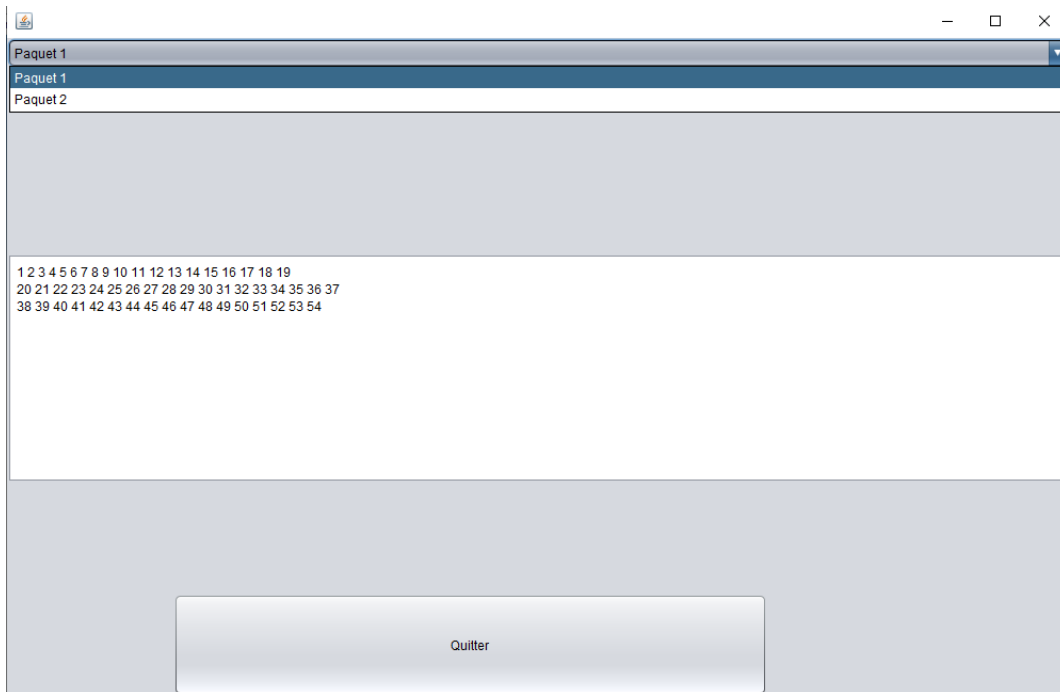 Paquet 1
Paquet 1
Paquet 2
1 2 3 4 5 6 7 8 9 10 11 12 13 14 15 16 17 18 19
20 21 22 23 24 25 26 27 28 29 30 31 32 33 34 35 36 37
38 39 40 41 42 43 44 45 46 47 48 49 50 51 52 53 54
Quitter